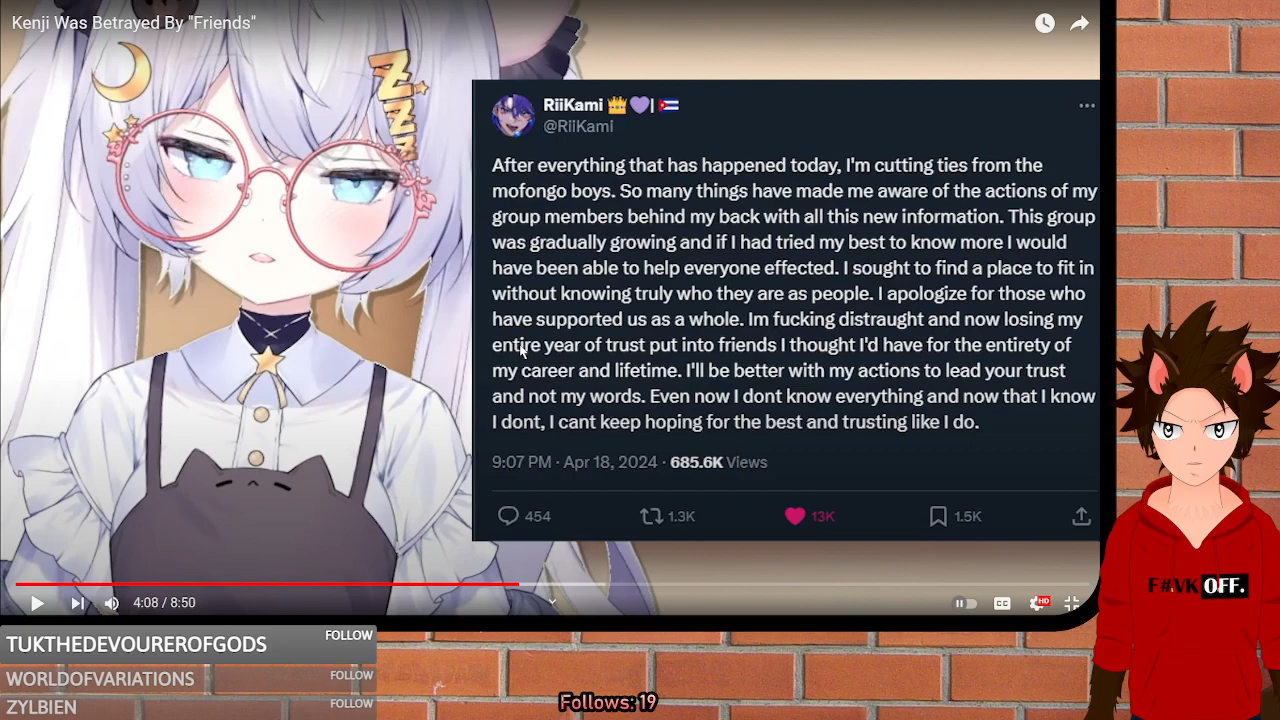 Kenji Was Betrayed By "Friends"
RiiKami 👑💜| 🇨🇺
@RiiKami
After everything that has happened today, I'm cutting ties from the
mofongo boys. So many things have made me aware of the actions of my
group members behind my back with all this new information. This group
was gradually growing and if I had tried my best to know more I would
have been able to help everyone effected. I sought to find a place to fit in
without knowing truly who they are as people. I apologize for those who
have supported us as a whole. Im fucking distraught and now losing my
entire year of trust put into friends I thought I'd have for the entirety of
my career and lifetime. I'll be better with my actions to lead your trust
and not my words. Even now I dont know everything and now that I know
I dont, I cant keep hoping for the best and trusting like I do.
9:07 PM · Apr 18, 2024 · 685.6K Views
454 1.3K 13K 1.5K
4:08 / 8:50
CC HD
F#VK OFF.
TUKTHEDEVOUREROFGODS FOLLOW
WORLDOFVARIATIONS FOLLOW
ZYLBIEN FOLLOW
Follows: 19